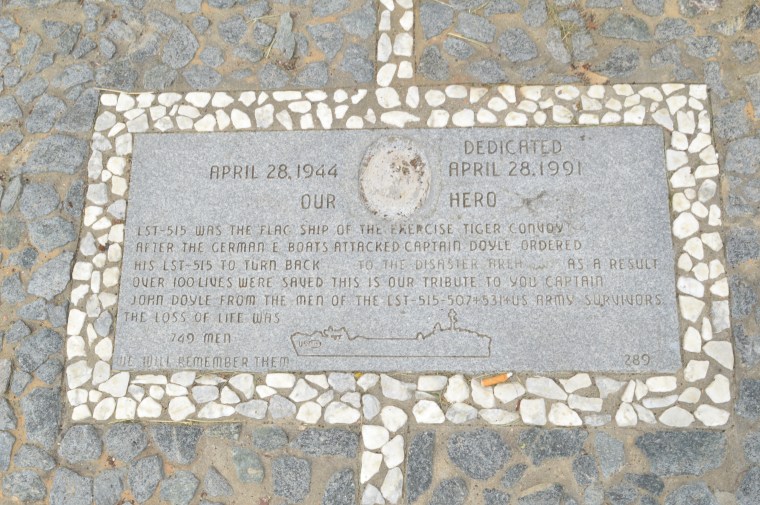 DEDICATED
APRIL 28.1944 APRIL 28.1991
OUR HERO
LST-515 WAS THE FLAG SHIP OF THE EXERCISE TIGER CONVOY
AFTER THE GERMAN E BOATS ATTACKED CAPTAIN DOYLE ORDERED
HIS LST-515 TO TURN BACK TO THE DISASTER AREA AS A RESULT
OVER 100 LIVES WERE SAVED THIS IS OUR TRIBUTE TO YOU CAPTAIN
JOHN DOYLE FROM THE MEN OF THE LST-515-507+531+US ARMY SURVIVORS.
THE LOSS OF LIFE WAS
749 MEN
WE WILL REMEMBER THEM
289